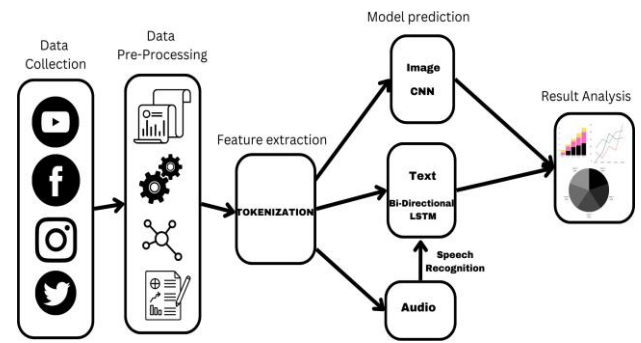 Data
Collection
Data
Pre-Processing
Feature extraction
TOKENIZATION
Model prediction
Image
CNN
Text
Bi-Directional
LSTM
Speech
Recognition
Audio
Result Analysis